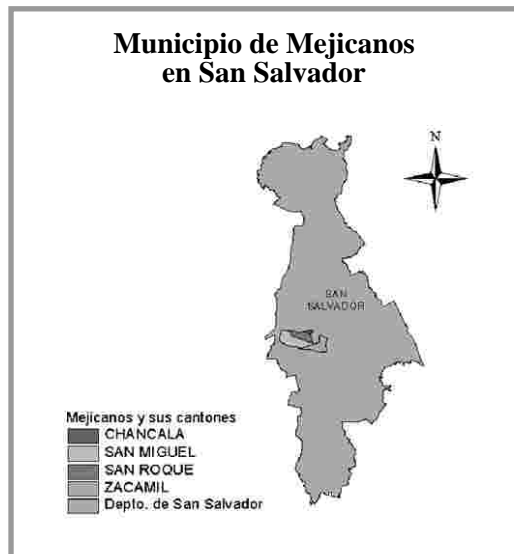 Municipio de Mejicanos
en San Salvador
N
SAN
SALVADOR
Mejicanos y sus cantones
CHANCALA
SAN MIGUEL
SAN ROQUE
ZACAMIL
Depto. de San Salvador